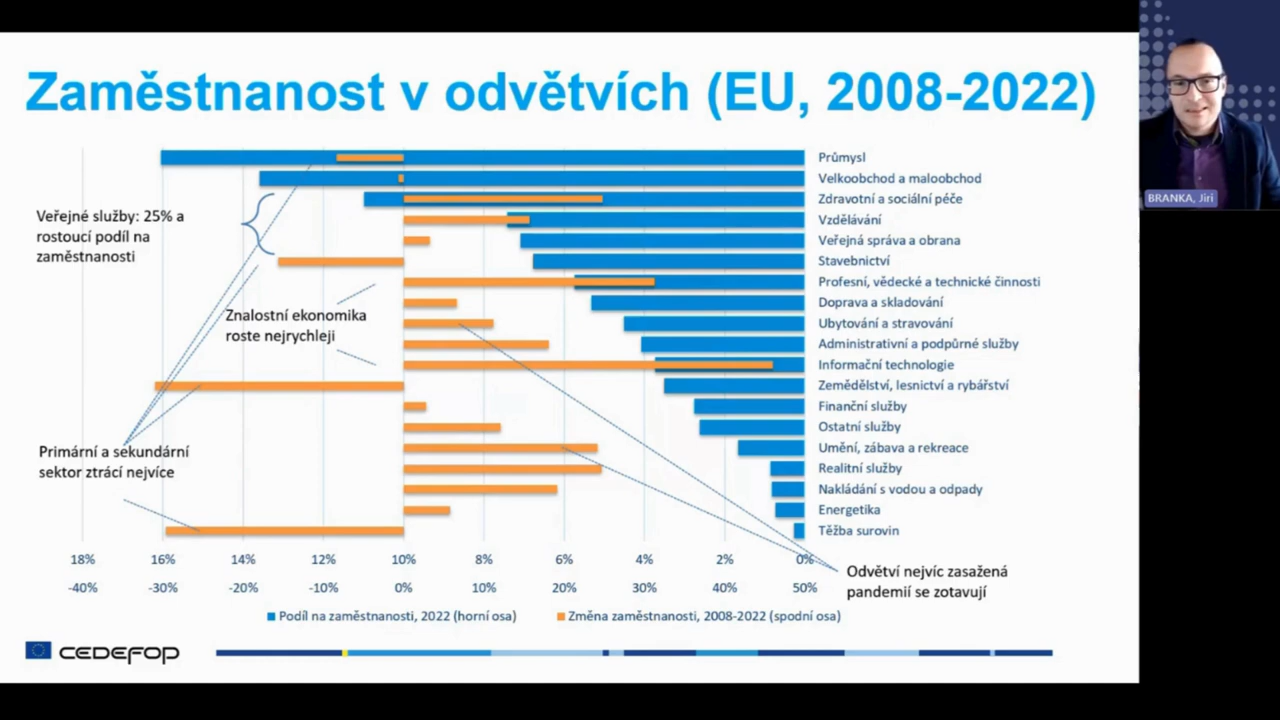 Zaměstnanost v odvětvích (EU, 2008-2022)
BRANKA, Jiri
Průmysl
Velkoobchod a maloobchod
Zdravotní a sociální péče
Vzdělávání
Veřejná správa a obrana
Stavebnictví
Profesní, vědecké a technické činnosti
Doprava a skladování
Ubytování a stravování
Administrativní a podpůrné služby
Informační technologie
Zemědělství, lesnictví a rybářství
Finanční služby
Ostatní služby
Umění, zábava a rekreace
Realitní služby
Nakládání s vodou a odpady
Energetika
Těžba surovin
Veřejné služby: 25% a
rostoucí podíl na
zaměstnanosti
Znalostní ekonomika
roste nejrychleji
Primární a sekundární
sektor ztrácí nejvíce
Odvětví nejvíc zasažená
pandemií se zotavují
18% 16% 14% 12% 10% 8% 6% 4% 2% 0%
-40% -30% -20% -10% 0% 10% 20% 30% 40% 50%
Podíl na zaměstnanosti, 2022 (horní osa) Změna zaměstnanosti, 2008-2022 (spodní osa)
CEDEFOP